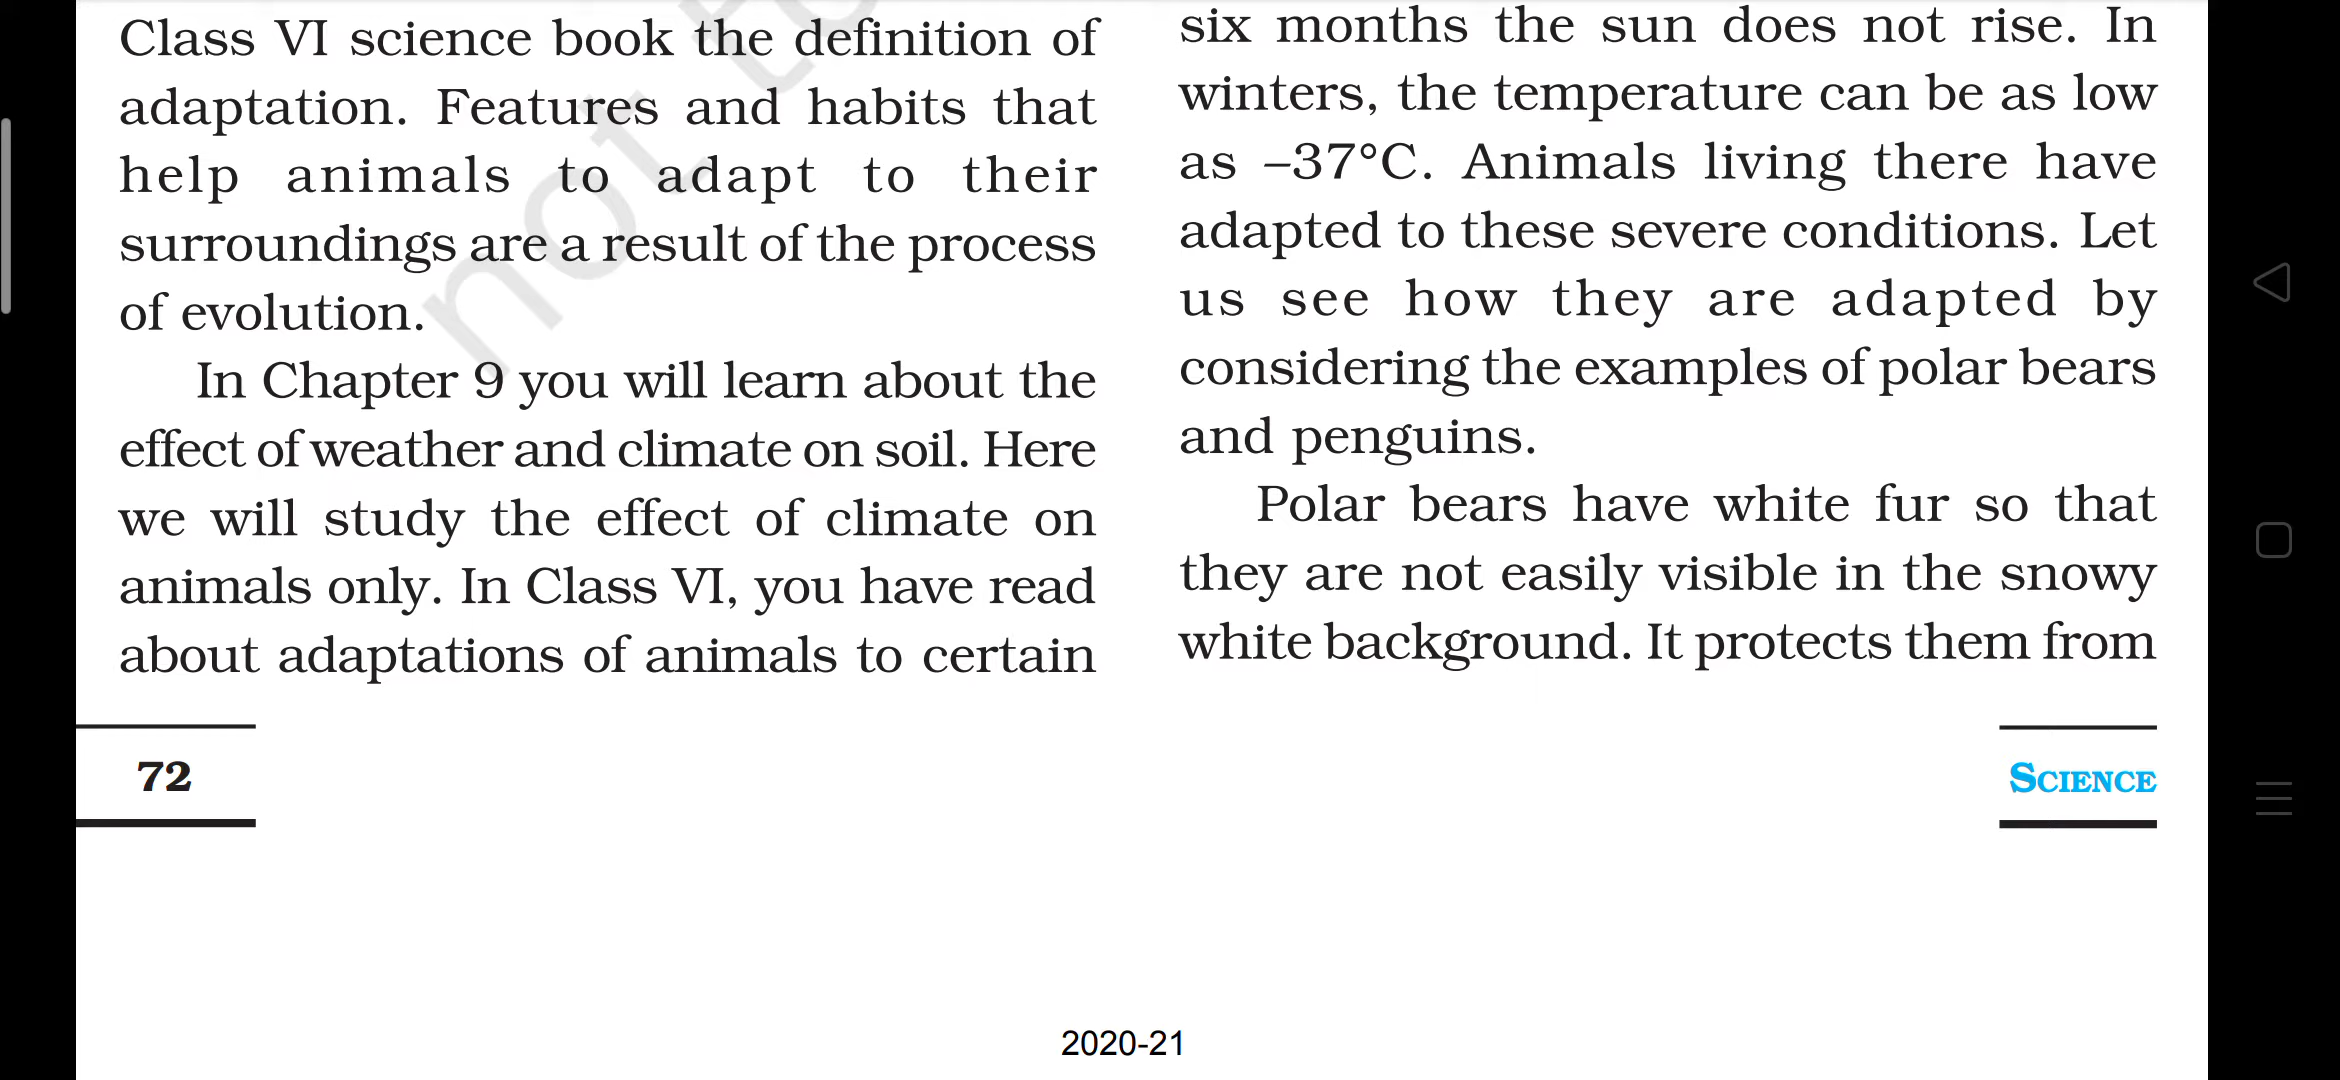 Class VI science book the definition of
adaptation. Features and habits that
help animals to adapt to their
surroundings are a result of the process
of evolution.
In Chapter 9 you will learn about the
effect of weather and climate on soil. Here
we will study the effect of climate on
animals only. In Class VI, you have read
about adaptations of animals to certain
six months the sun does not rise. In
winters, the temperature can be as low
as –37°C. Animals living there have
adapted to these severe conditions. Let
us see how they are adapted by
considering the examples of polar bears
and penguins.
Polar bears have white fur so that
they are not easily visible in the snowy
white background. It protects them from
72
SCIENCE
2020-21
not to